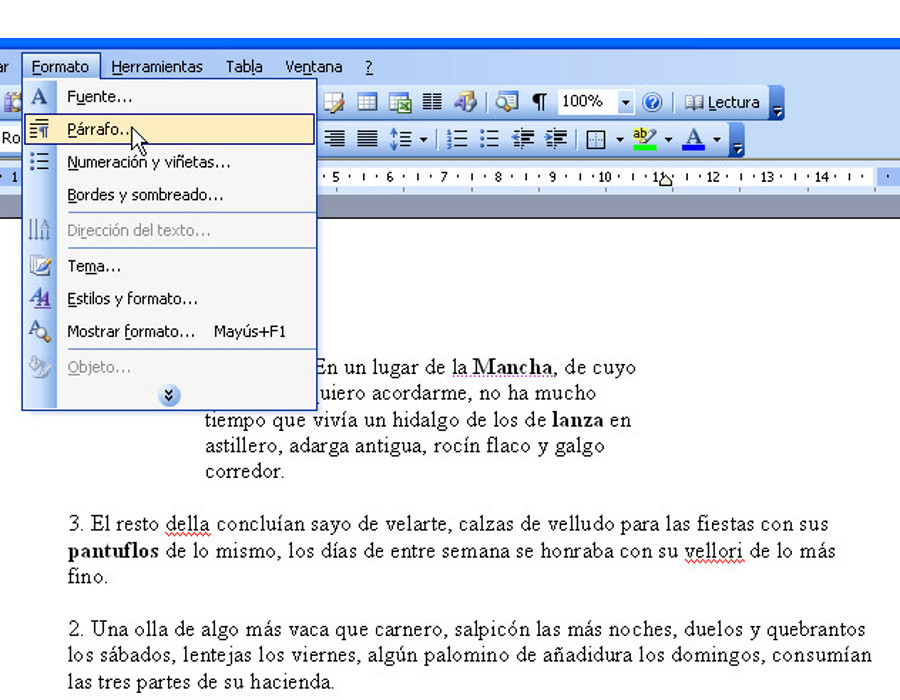 ar Formato Herramientas Tabla Ventana ?
Fuente...
100% Lectura
Párrafo...
Ro
Numeración y viñetas...
1 5 6 7 8 9 10 11 12 13 14
Bordes y sombreado...
Dirección del texto...
Tema...
Estilos y formato...
Mostrar formato... Mayús+F1
Objeto...
En un lugar de la Mancha, de cuyo
uiero acordarme, no ha mucho
tiempo que vivía un hidalgo de los de lanza en
astillero, adarga antigua, rocín flaco y galgo
corredor.
3. El resto della concluían sayo de velarte, calzas de velludo para las fiestas con sus
pantuflos de lo mismo, los días de entre semana se honraba con su vellori de lo más
fino.
2. Una olla de algo más vaca que carnero, salpicón las más noches, duelos y quebrantos
los sábados, lentejas los viernes, algún palomino de añadidura los domingos, consumían
las tres partes de su hacienda.